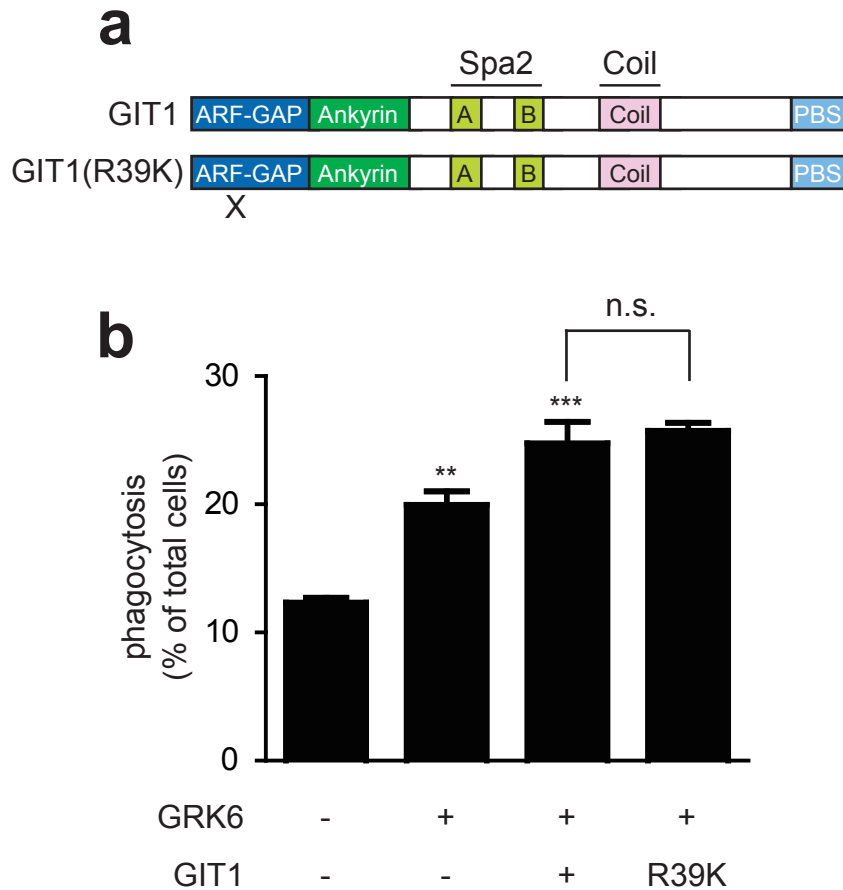 a
Spa2 Coil
GIT1 ARF-GAP Ankyrin A B Coil PBS
GIT1(R39K) ARF-GAP Ankyrin A B Coil PBS
X
b
n.s.
30
20
10
0
phagocytosis
(% of total cells)
** ***
GRK6 - + + +
GIT1 - - + R39K